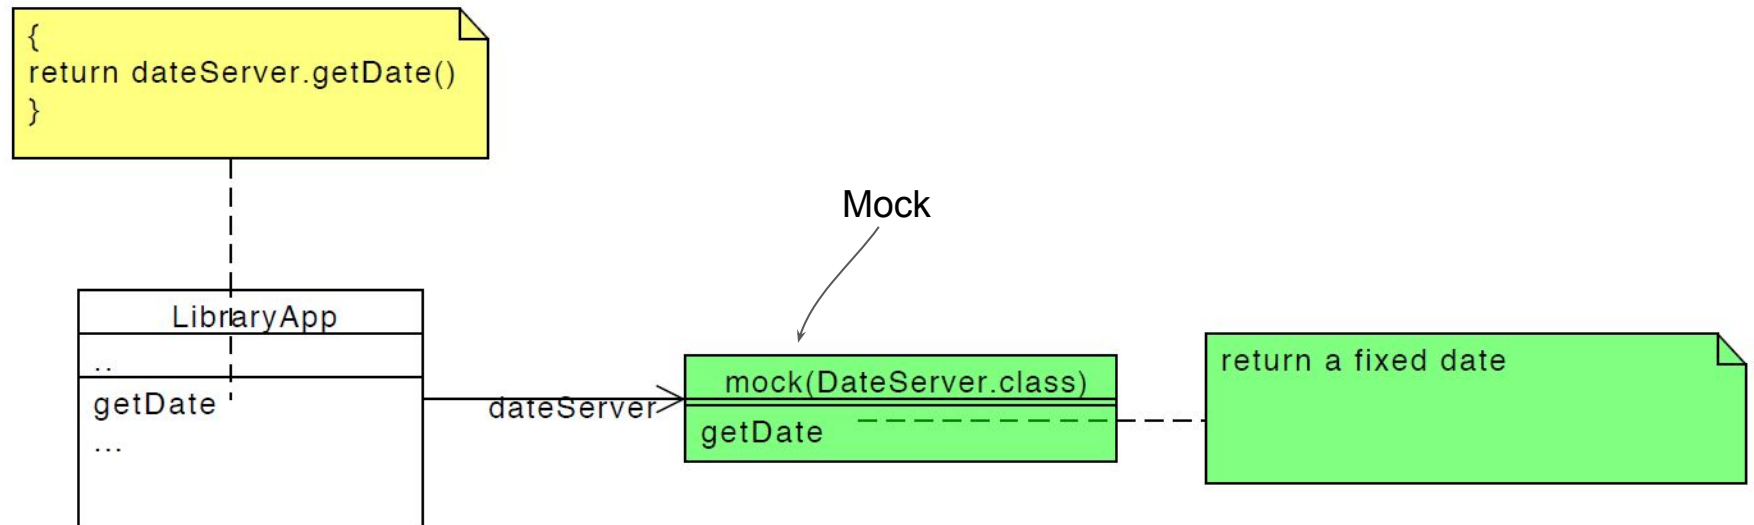 {
return dateServer.getDate()
}
Mock
LibraryApp
..
getDate
...
dateServer
mock(DateServer.class)
getDate
return a fixed date